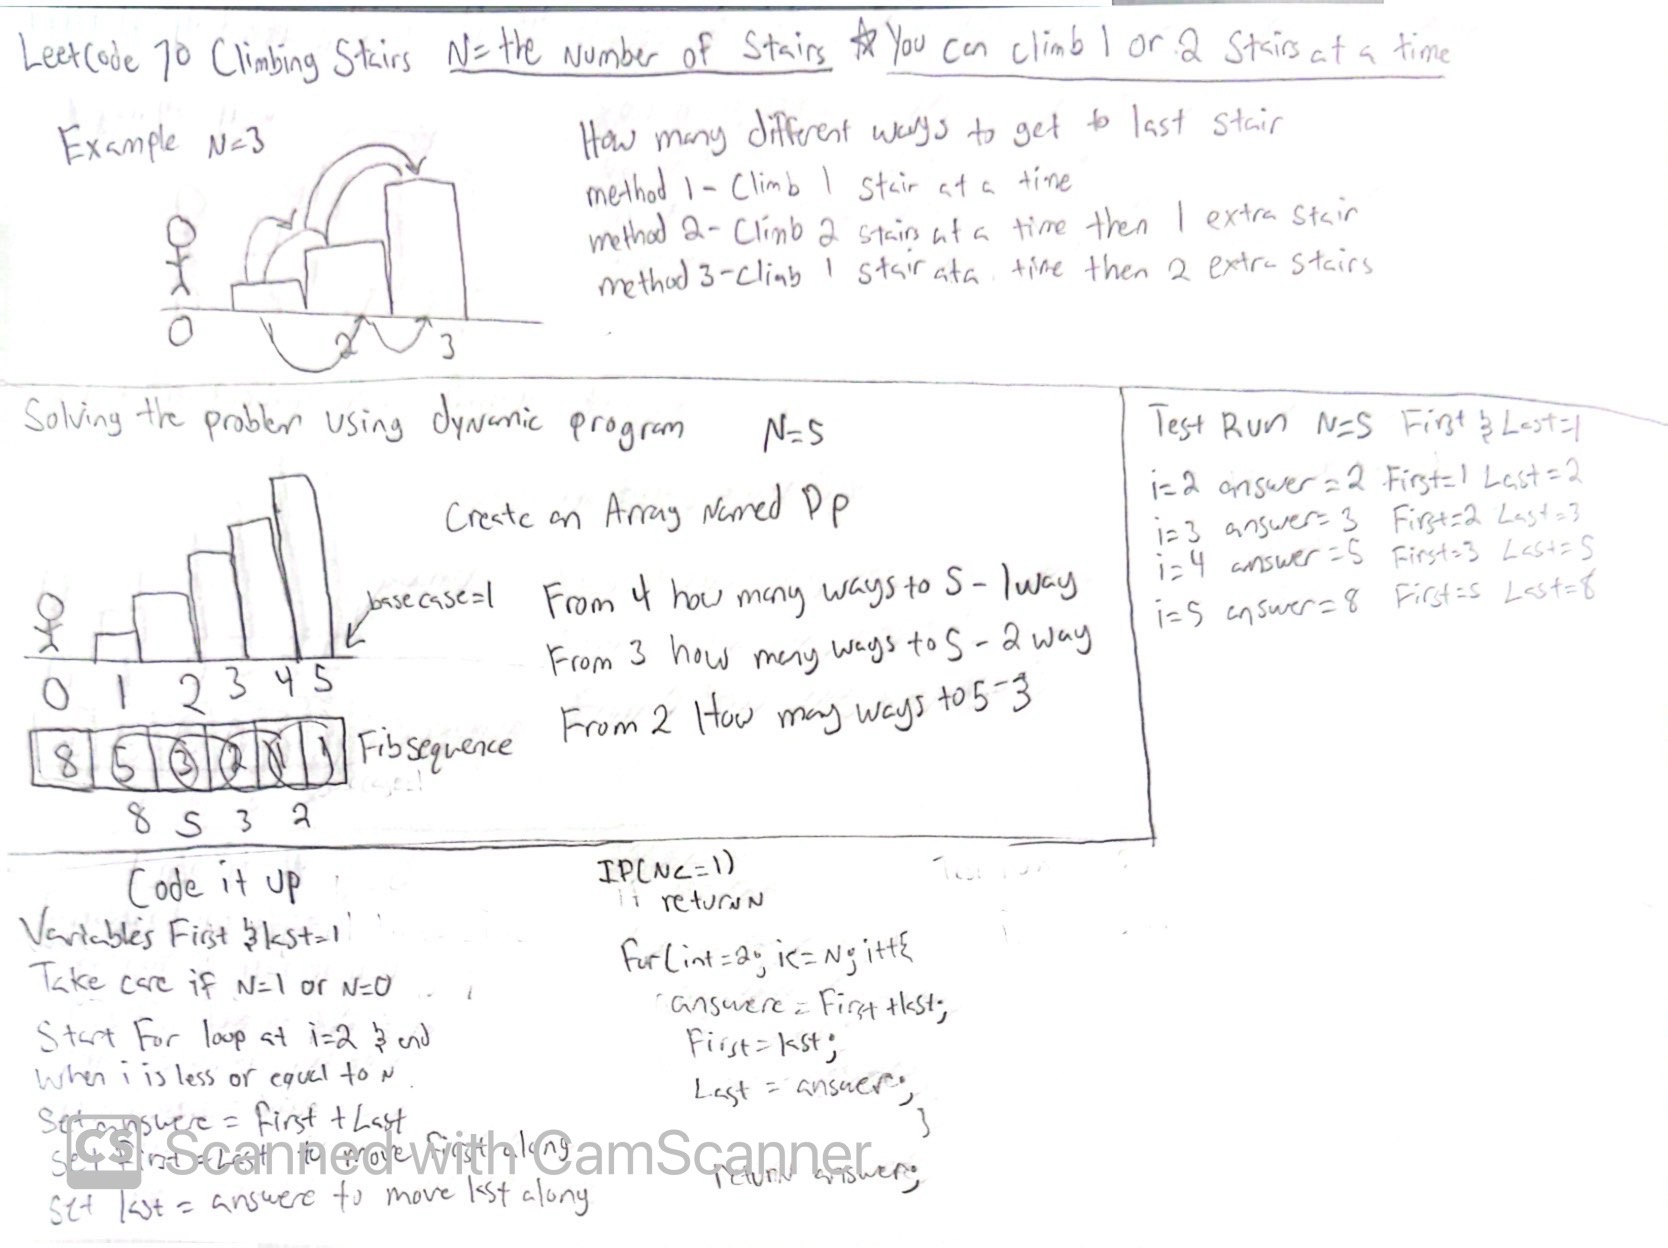 LeetCode 70 Climbing Stairs N= the Number of Stairs ☆ You can climb 1 or 2 Stairs at a time
Example N=3
How many different ways to get to last stair
method 1- Climb 1 stair at a time
method 2- Climb 2 stairs at a time then 1 extra stair
method 3- Climb 1 stair at a time then 2 extra stairs
0 2 3
Solving the problem using dynamic program N=5
Create an Array Named Dp
base case=1
From 4 how many ways to 5 - 1 way
From 3 how many ways to 5 - 2 way
From 2 How many ways to 5 - 3
0 1 2 3 4 5
8 5 3 2 1 1 Fib sequence
8 5 3 2
Test Run N=5 First & Last=1
i=2 answer=2 First=1 Last=2
i=3 answer=3 First=2 Last=3
i=4 answer=5 First=3 Last=5
i=5 answer=8 First=5 Last=8
Code it up
Variables First & last=1
Take care if N=1 or N=0
Start For loop at i=2 & end
when i is less or equal to N
Set answere = First + Last
Set First = Last to move First along
Set last = answere to move last along
IF(N<=1)
return N
For(int=2; i<=N; i++{
answere = First + last;
First = last;
Last = answer;
}
return answer;
CS Scanned with CamScanner